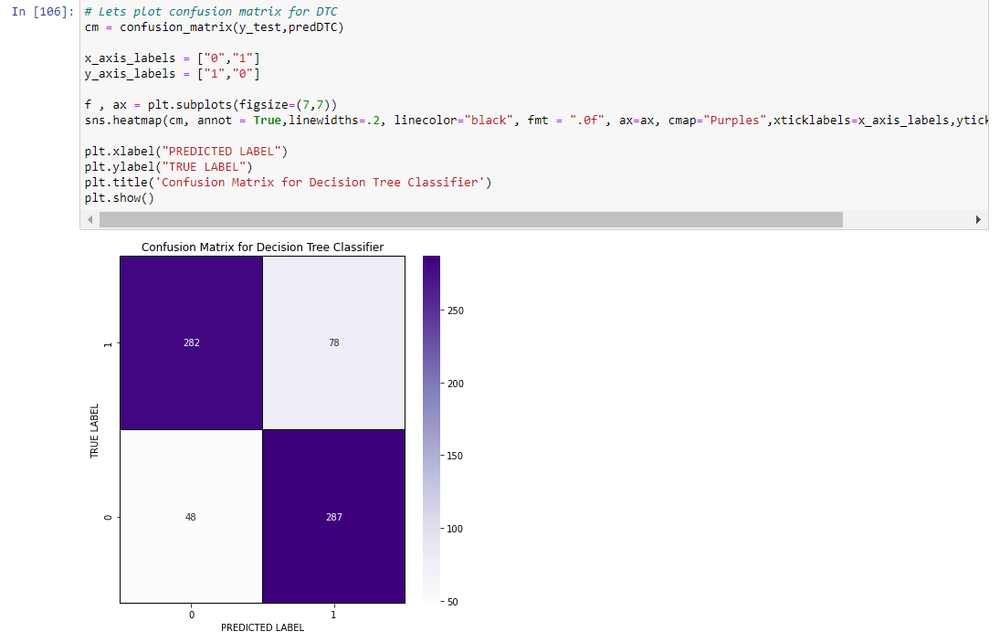 In [106]:
# Lets plot confusion matrix for DTC
cm = confusion_matrix(y_test,predDTC)
x_axis_labels = ["0","1"]
y_axis_labels = ["1","0"]
f , ax = plt.subplots(figsize=(7,7))
sns.heatmap(cm, annot = True,linewidths=.2, linecolor="black", fmt = ".0f", ax=ax, cmap="Purples",xticklabels=x_axis_labels,ytick
plt.xlabel("PREDICTED LABEL")
plt.ylabel("TRUE LABEL")
plt.title('Confusion Matrix for Decision Tree Classifier')
plt.show()
Confusion Matrix for Decision Tree Classifier
282
78
48
287
1
0
TRUE LABEL
0
1
PREDICTED LABEL
250
200
150
100
50